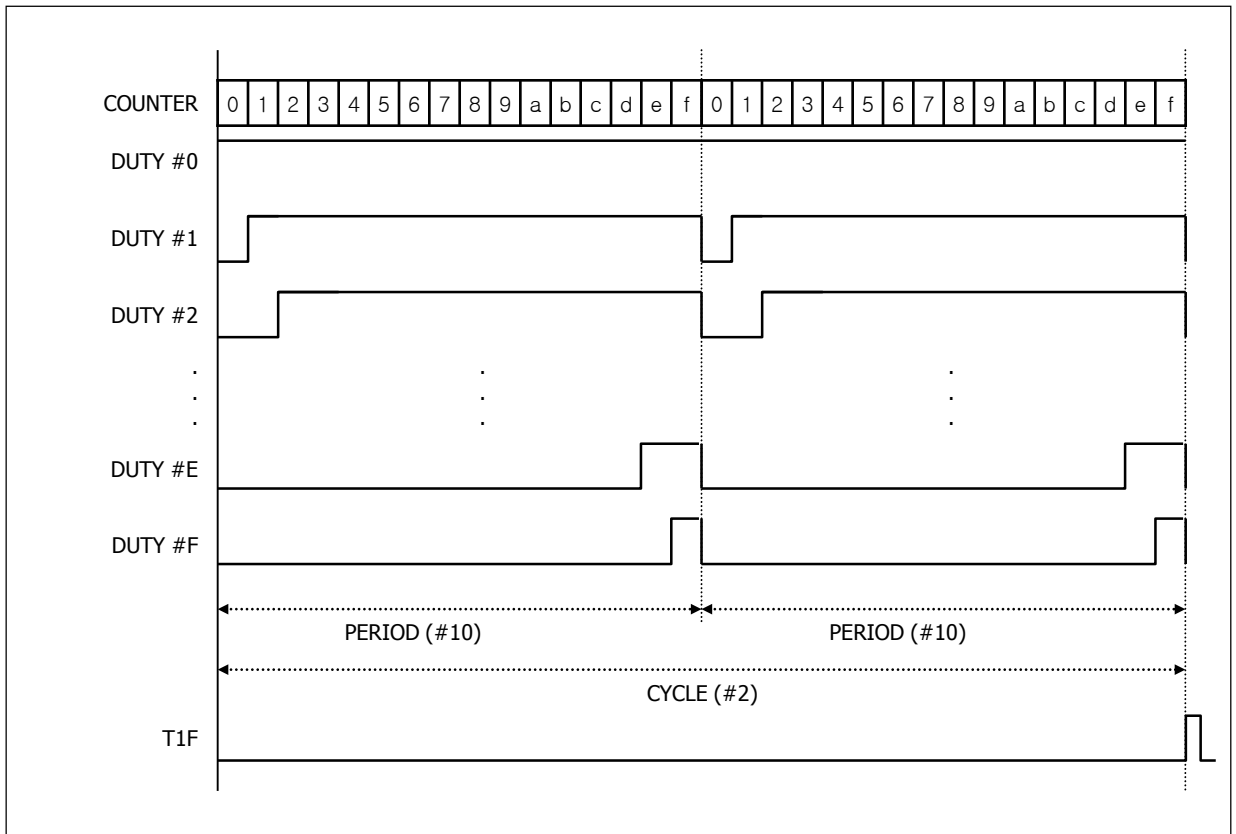 COUNTER 0 1 2 3 4 5 6 7 8 9 a b c d e f 0 1 2 3 4 5 6 7 8 9 a b c d e f
DUTY #0
DUTY #1
DUTY #2
. . .
. . .
. . .
DUTY #E
DUTY #F
PERIOD (#10) PERIOD (#10)
CYCLE (#2)
T1F